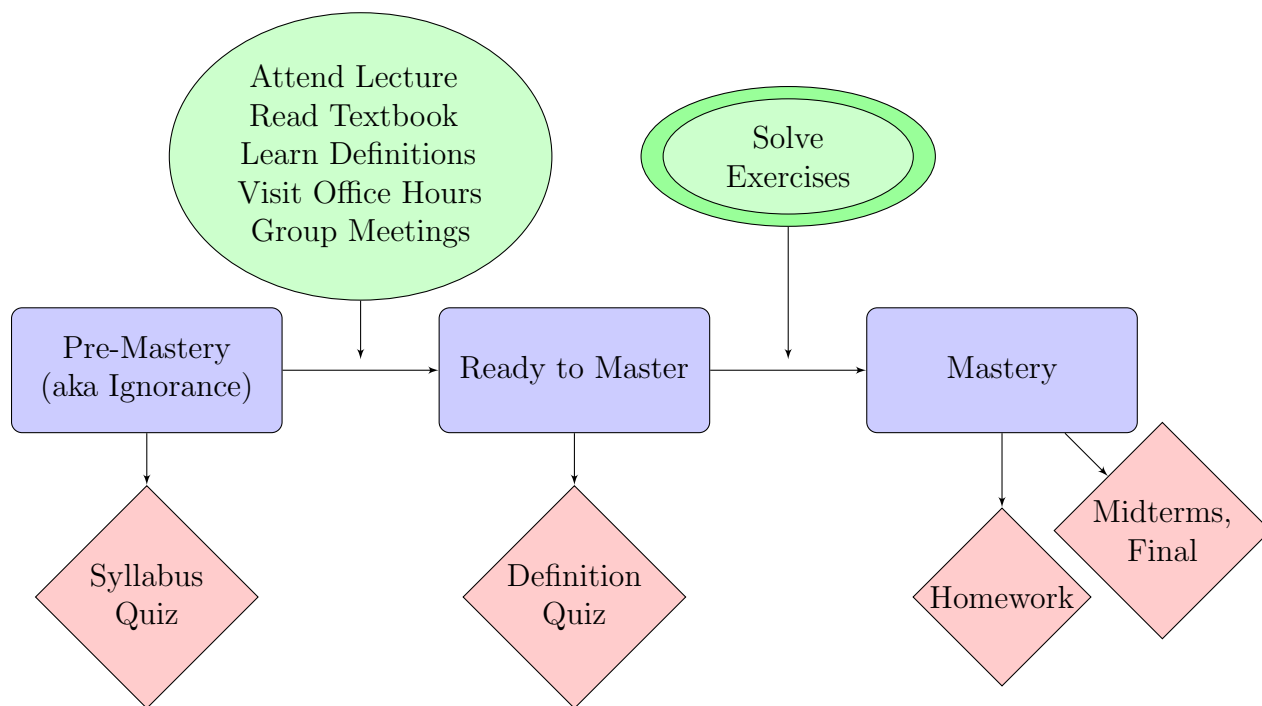 Attend Lecture
Read Textbook
Learn Definitions
Visit Office Hours
Group Meetings
Solve
Exercises
Pre-Mastery
(aka Ignorance)
Ready to Master
Mastery
Syllabus
Quiz
Definition
Quiz
Homework
Midterms,
Final